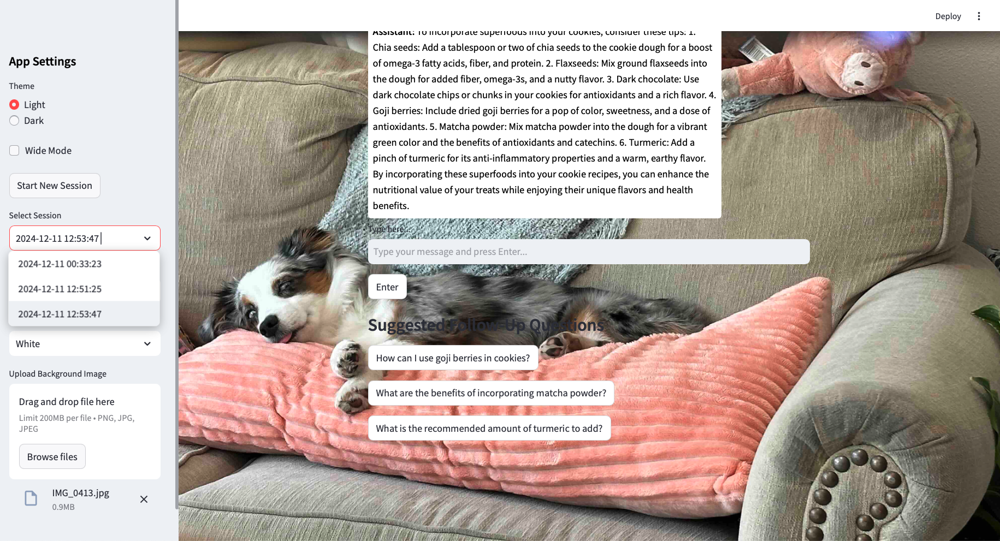 Deploy
App Settings
Theme
Light
Dark
Wide Mode
Start New Session
Select Session
2024-12-11 12:53:47
2024-12-11 00:33:23
2024-12-11 12:51:25
2024-12-11 12:53:47
White
Upload Background Image
Drag and drop file here
Limit 200MB per file • PNG, JPG,
JPEG
Browse files
IMG_0413.jpg
0.9MB
Assistant: To incorporate superfoods into your cookies, consider these tips: 1.
Chia seeds: Add a tablespoon or two of chia seeds to the cookie dough for a boost
of omega-3 fatty acids, fiber, and protein. 2. Flaxseeds: Mix ground flaxseeds into
the dough for added fiber, omega-3s, and a nutty flavor. 3. Dark chocolate: Use
dark chocolate chips or chunks in your cookies for antioxidants and a rich flavor. 4.
Goji berries: Include dried goji berries for a pop of color, sweetness, and a dose of
antioxidants. 5. Matcha powder: Mix matcha powder into the dough for a vibrant
green color and the benefits of antioxidants and catechins. 6. Turmeric: Add a
pinch of turmeric for its anti-inflammatory properties and a warm, earthy flavor.
By incorporating these superfoods into your cookie recipes, you can enhance the
nutritional value of your treats while enjoying their unique flavors and health
benefits.
Type here...
Type your message and press Enter...
Enter
Suggested Follow-Up Questions
How can I use goji berries in cookies?
What are the benefits of incorporating matcha powder?
What is the recommended amount of turmeric to add?